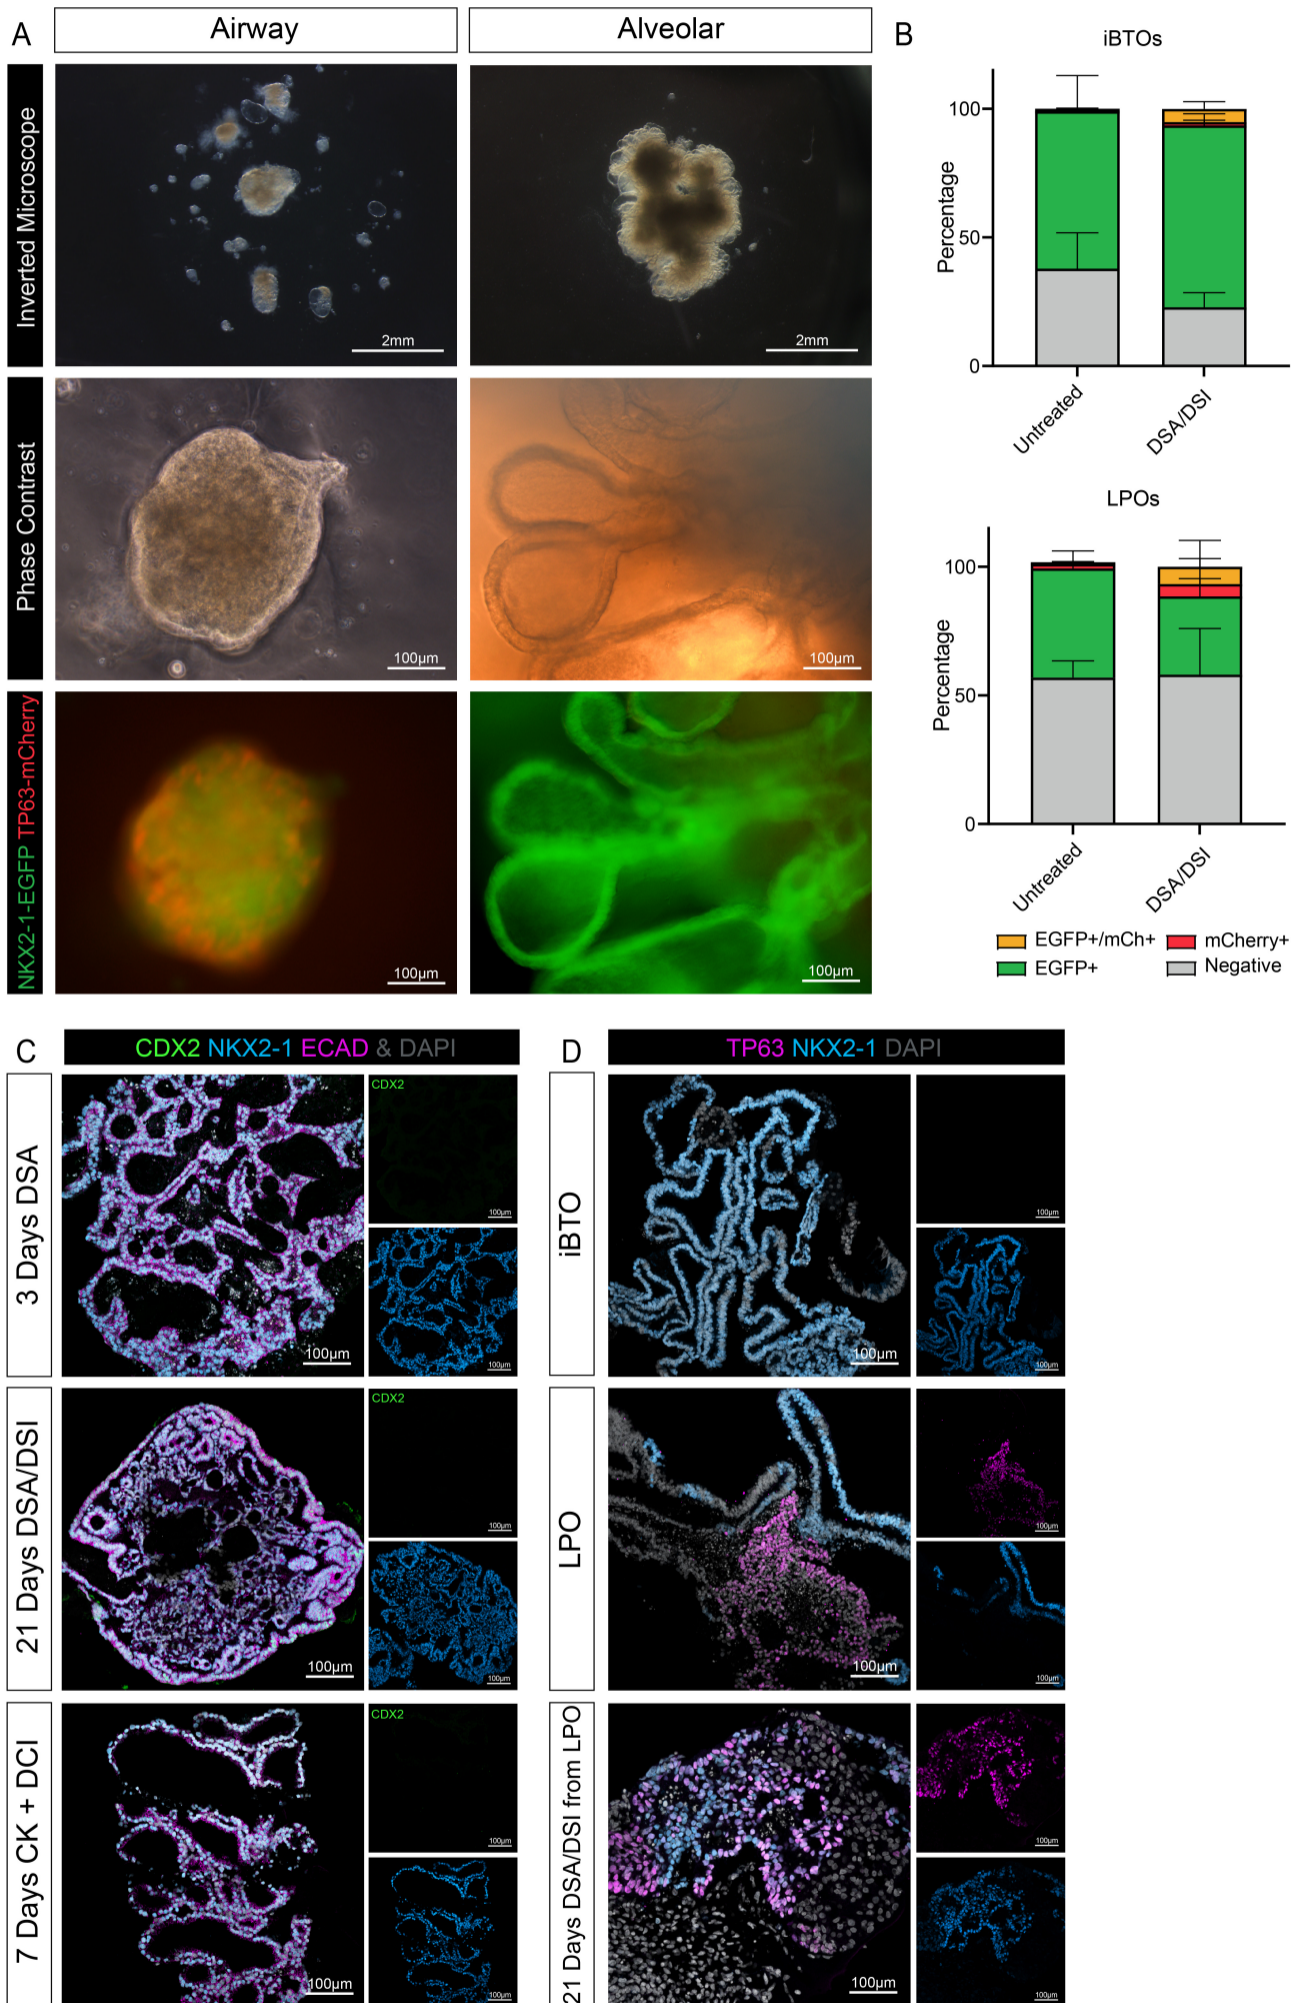 A
Airway
Alveolar
Inverted Microscope
2mm
2mm
Phase Contrast
100µm
100µm
NKX2-1-EGFP TP63-mCherry
100µm
100µm
B
iBTOs
Percentage
100
50
0
Untreated
DSA/DSI
LPOs
Percentage
100
50
0
Untreated
DSA/DSI
EGFP+/mCh+
mCherry+
EGFP+
Negative
C
CDX2 NKX2-1 ECAD & DAPI
3 Days DSA
100µm
CDX2
100µm
100µm
21 Days DSA/DSI
100µm
CDX2
100µm
100µm
7 Days CK + DCI
100µm
CDX2
100µm
100µm
D
TP63 NKX2-1 DAPI
iBTO
100µm
100µm
100µm
LPO
100µm
100µm
100µm
21 Days DSA/DSI from LPO
100µm
100µm
100µm